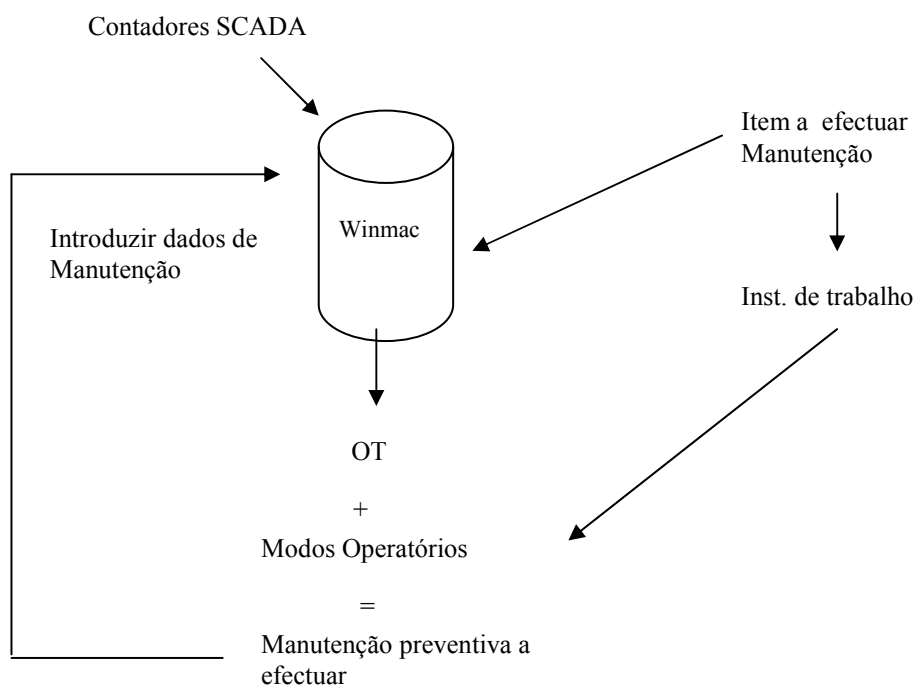 Contadores SCADA
Item a efectuar
Manutenção
Introduzir dados de
Manutenção
Winmac
Inst. de trabalho
OT
+
Modos Operatórios
=
Manutenção preventiva a
efectuar